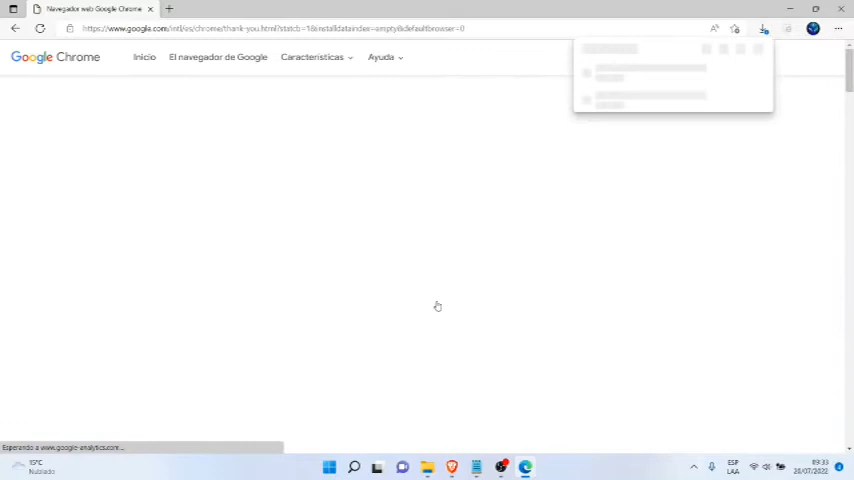 Navegador web Google Chrome
https://www.google.com/intl/es/chrome/thank-you.html?statcb=1&installdataindex=empty&defaultbrowser=0
Google Chrome
Inicio
El navegador de Google
Características
Ayuda
Esperando a www.google-analytics.com...
15°C
Nublado
ESP
LAA
09:33
20/07/2022